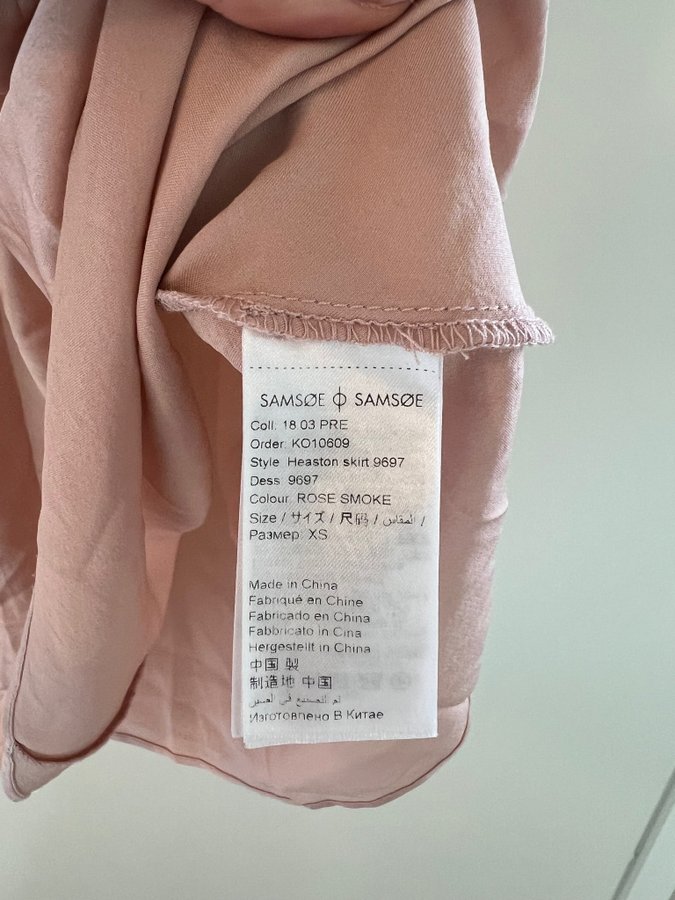 SAMSØE ϕ SAMSØE
Coll: 18.03 PRE
Order: KO10609
Style: Heaston skirt 9697
Dess: 9697
Colour: ROSE SMOKE
Size / サイズ / 尺码 / المقاس /
Размер: XS
Made in China
Fabriqué en Chine
Fabricado en China
Fabbricato in Cina
Hergestellt in China
中国 製
制造地 中国
تم الصنع في الصين
Изготовлено В Китае